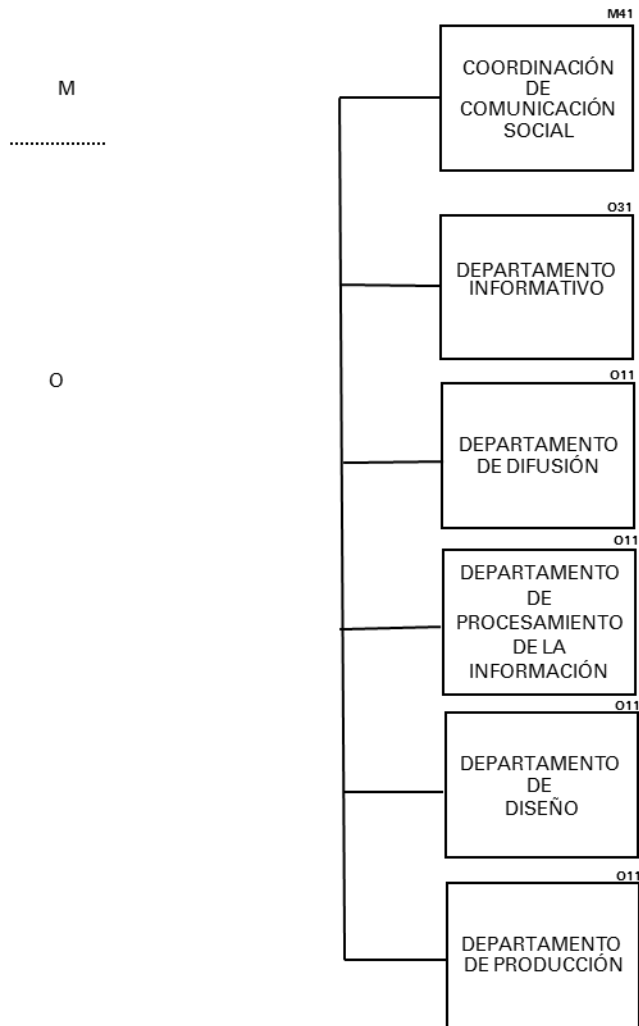 M41
COORDINACIÓN
DE
COMUNICACIÓN
SOCIAL
M
...................
O31
DEPARTAMENTO
INFORMATIVO
O
O11
DEPARTAMENTO
DE DIFUSIÓN
O11
DEPARTAMENTO
DE
PROCESAMIENTO
DE LA
INFORMACIÓN
O11
DEPARTAMENTO
DE
DISEÑO
O11
DEPARTAMENTO
DE PRODUCCIÓN